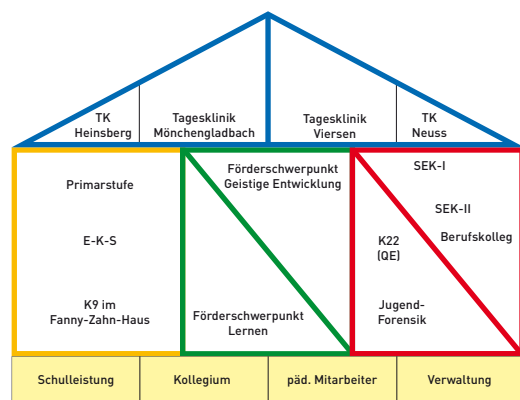 TK
Heinsberg
Tagesklinik
Mönchengladbach
Tagesklinik
Viersen
TK
Neuss
Primarstufe
E-K-S
K9 im
Fanny-Zahn-Haus
Förderschwerpunkt
Geistige Entwicklung
Förderschwerpunkt
Lernen
SEK-I
SEK-II
Berufskolleg
K22
(QE)
Jugend-
Forensik
Schulleistung
Kollegium
päd. Mitarbeiter
Verwaltung